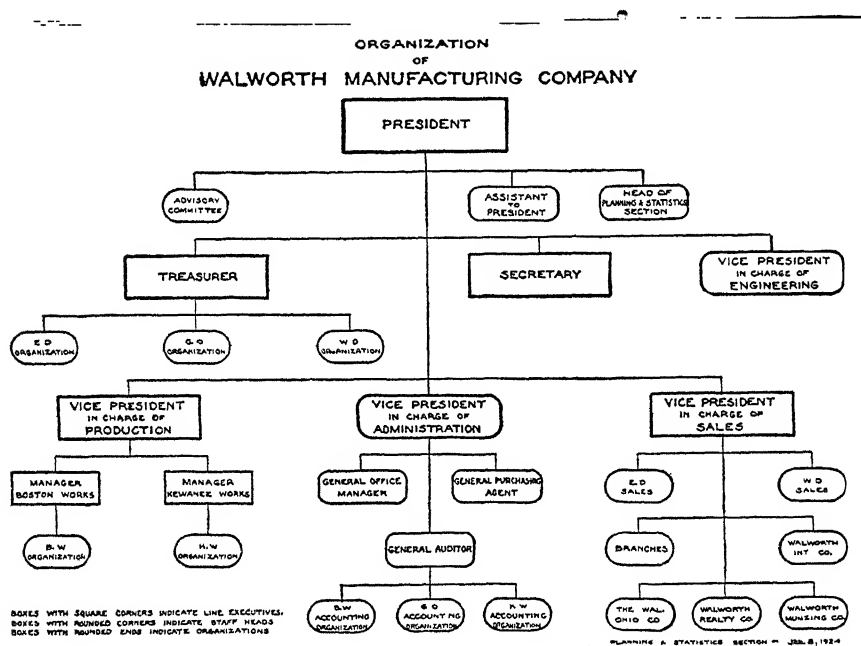 ORGANIZATION
OF
WALWORTH MANUFACTURING COMPANY
PRESIDENT
ADVISORY
COMMITTEE
ASSISTANT
TO
PRESIDENT
HEAD OF
PLANNING & STATISTICS
SECTION
TREASURER
SECRETARY
VICE PRESIDENT
IN CHARGE OF
ENGINEERING
E D
ORGANIZATION
G O
ORGANIZATION
W D
ORGANIZATION
VICE PRESIDENT
IN CHARGE OF
PRODUCTION
VICE PRESIDENT
IN CHARGE OF
ADMINISTRATION
VICE PRESIDENT
IN CHARGE OF
SALES
MANAGER
BOSTON WORKS
MANAGER
KEWANEE WORKS
GENERAL OFFICE
MANAGER
GENERAL PURCHASING
AGENT
E D
SALES
W D
SALES
B. W
ORGANIZATION
K. W
ORGANIZATION
GENERAL AUDITOR
BRANCHES
WALWORTH
INT CO.
B. W
ACCOUNTING
ORGANIZATION
G O
ACCOUNTING
ORGANIZATION
K W
ACCOUNTING
ORGANIZATION
THE WAL.
OHIO CO
WALWORTH
REALTY CO.
WALWORTH
MUNZING CO.
BOXES WITH SQUARE CORNERS INDICATE LINE EXECUTIVES.
BOXES WITH ROUNDED CORNERS INDICATE STAFF HEADS
BOXES WITH ROUNDED ENDS INDICATE ORGANIZATIONS
PLANNING & STATISTICS SECTION - 8, 1924